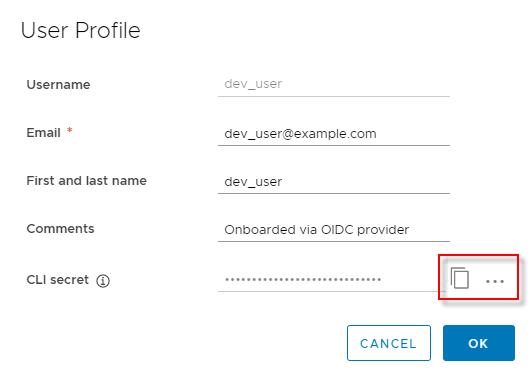 User Profile
Username dev_user
Email * dev_user@example.com
First and last name dev_user
Comments Onboarded via OIDC provider
CLI secret ••••••••••••••••••••••••••••• ...
CANCEL OK